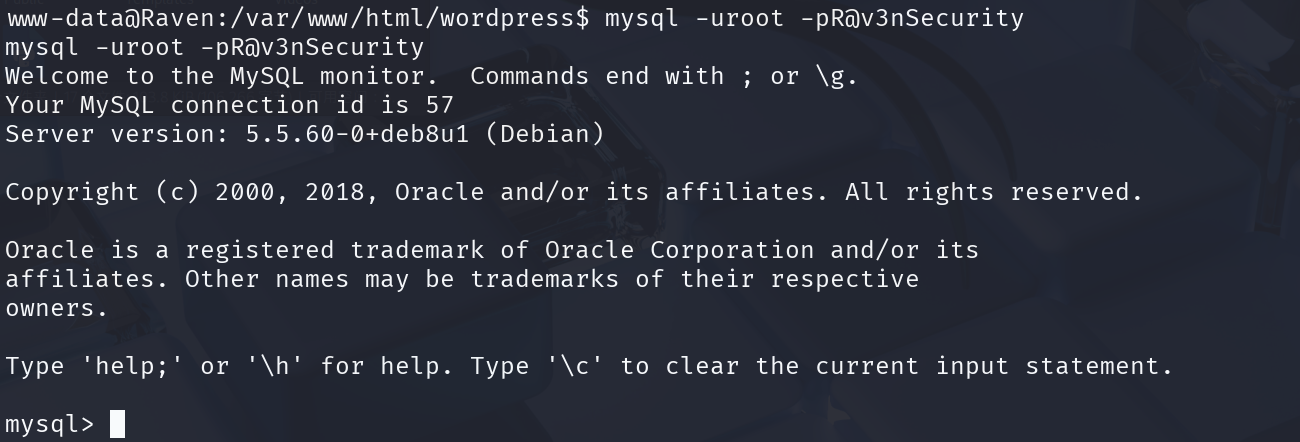 www-data@Raven:/var/www/html/wordpress$ mysql -uroot -pR@v3nSecurity
mysql -uroot -pR@v3nSecurity
Welcome to the MySQL monitor.  Commands end with ; or \g.
Your MySQL connection id is 57
Server version: 5.5.60-0+deb8u1 (Debian)

Copyright (c) 2000, 2018, Oracle and/or its affiliates. All rights reserved.

Oracle is a registered trademark of Oracle Corporation and/or its
affiliates. Other names may be trademarks of their respective
owners.

Type 'help;' or '\h' for help. Type '\c' to clear the current input statement.

mysql>